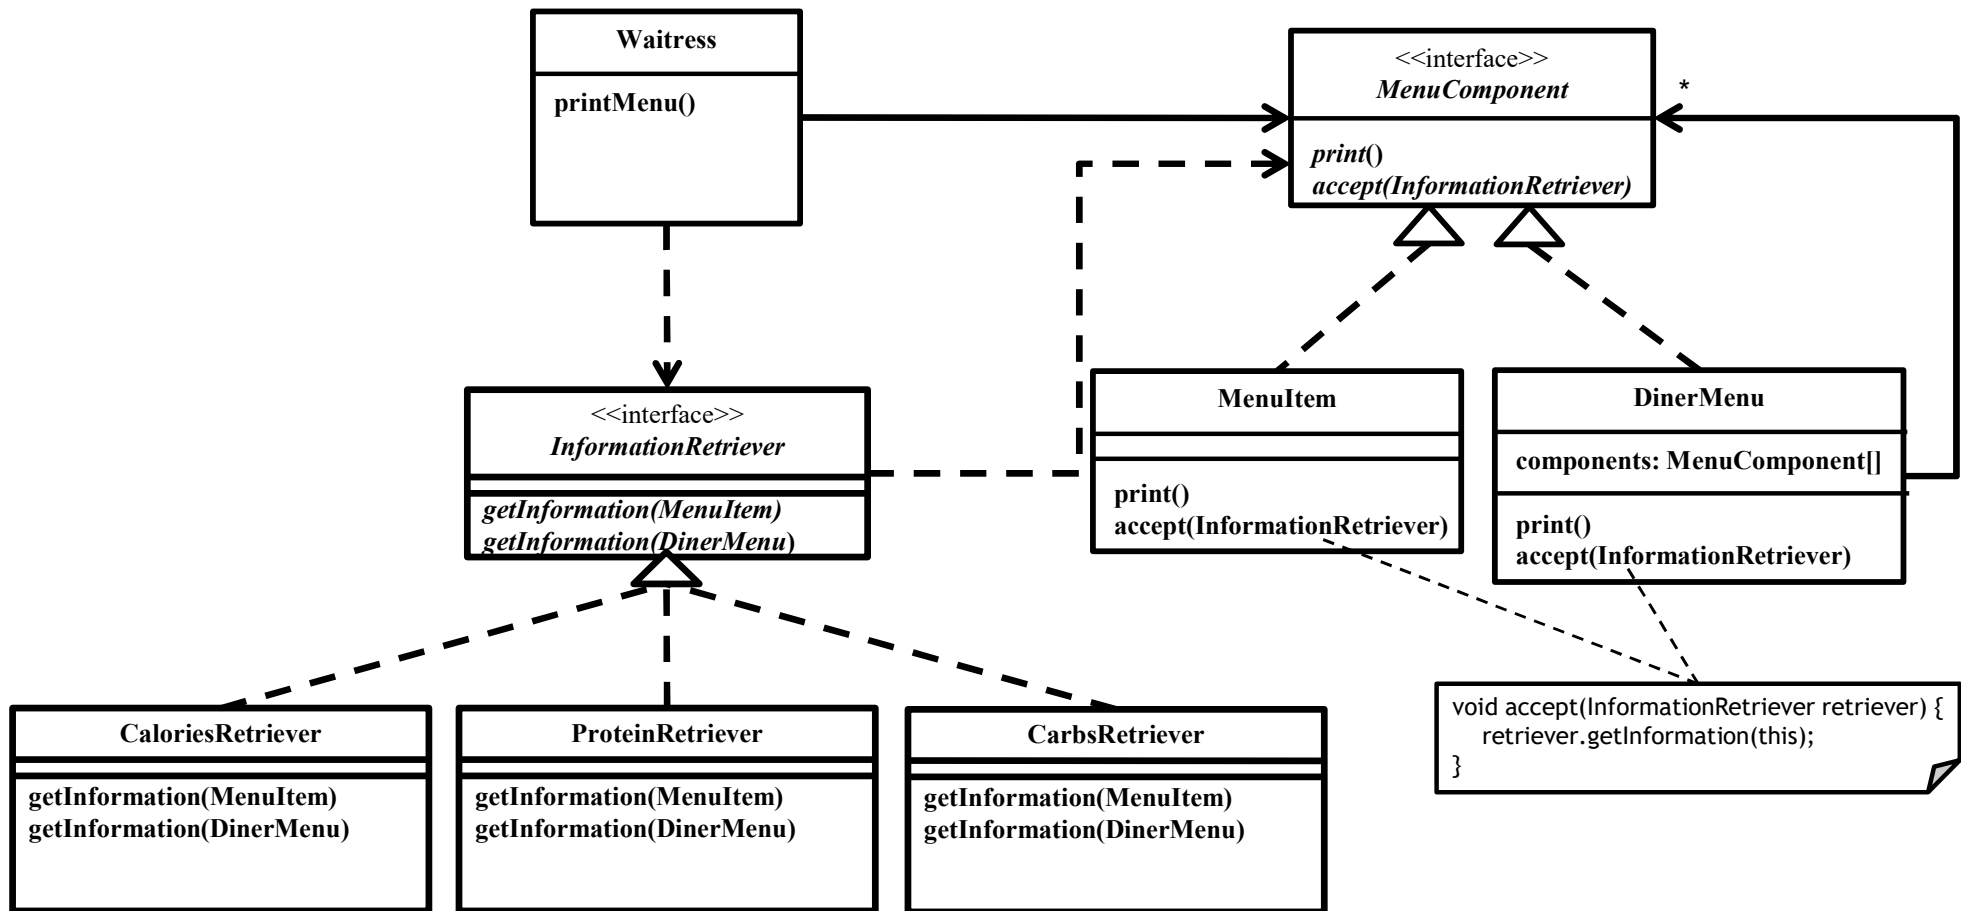 Waitress
printMenu()
<<interface>>
MenuComponent
*
print()
accept(InformationRetriever)
<<interface>>
InformationRetriever
getInformation(MenuItem)
getInformation(DinerMenu)
MenuItem
print()
accept(InformationRetriever)
DinerMenu
components: MenuComponent[]
print()
accept(InformationRetriever)
CaloriesRetriever
getInformation(MenuItem)
getInformation(DinerMenu)
ProteinRetriever
getInformation(MenuItem)
getInformation(DinerMenu)
CarbsRetriever
getInformation(MenuItem)
getInformation(DinerMenu)
void accept(InformationRetriever retriever) {
retriever.getInformation(this);
}